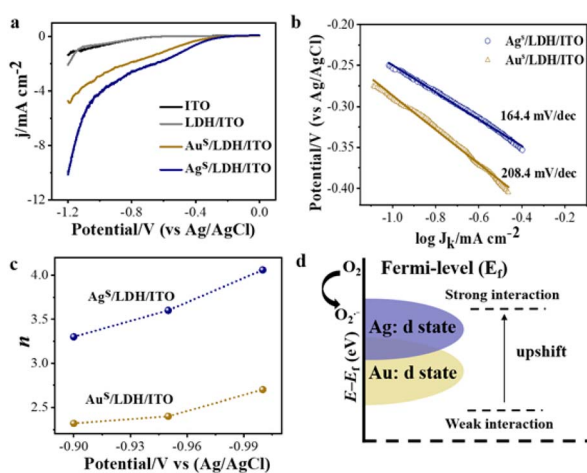 a
j/mA cm⁻²
0
-4
-8
-12
ITO
LDH/ITO
Auˢ/LDH/ITO
Agˢ/LDH/ITO
-1.2
-0.8
-0.4
0.0
Potential/V (vs Ag/AgCl)
b
Potential/V (vs Ag/AgCl)
-0.20
-0.25
-0.30
-0.35
-0.40
Agˢ/LDH/ITO
Auˢ/LDH/ITO
164.4 mV/dec
208.4 mV/dec
-1.0
-0.8
-0.6
-0.4
-0.2
log Jₖ/mA cm⁻²
c
n
4.0
3.5
3.0
2.5
Agˢ/LDH/ITO
Auˢ/LDH/ITO
-0.90
-0.93
-0.96
-0.99
Potential/V vs (Ag/AgCl)
d
O₂
Fermi-level (E_f)
O₂·⁻
E−E_f (eV)
Ag: d state
Au: d state
Strong interaction
upshift
Weak interaction